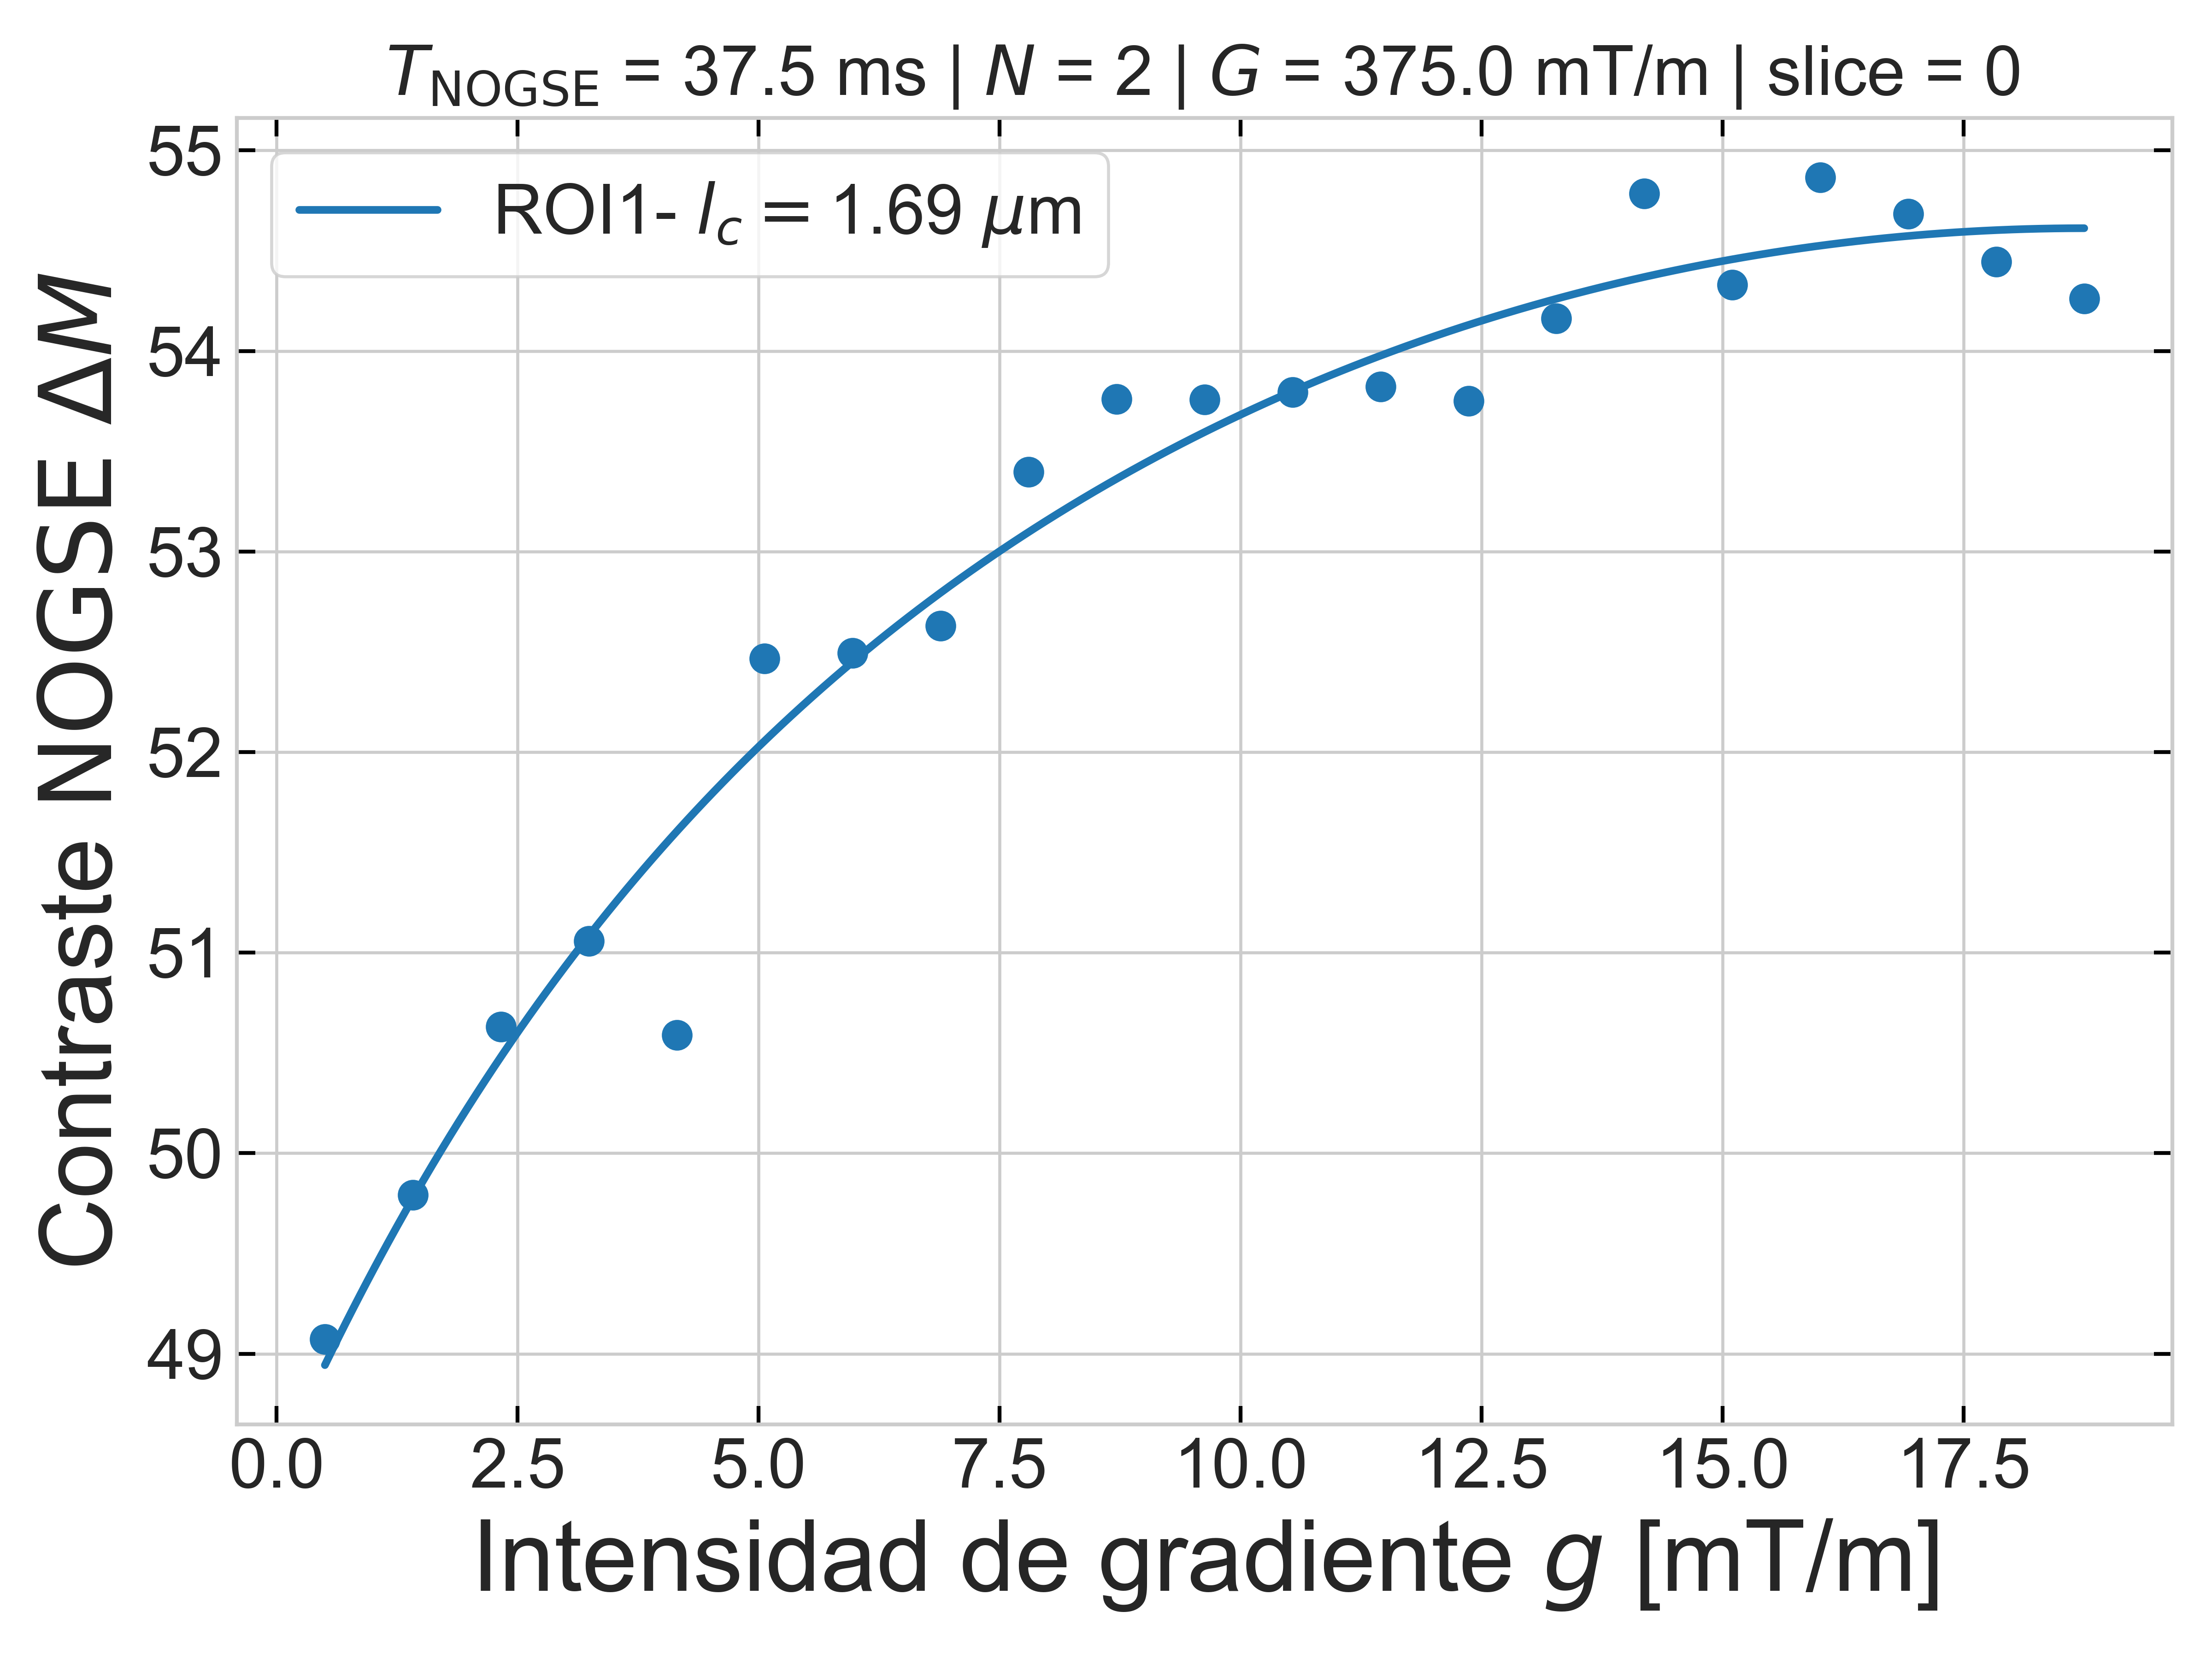 T_NOGSE = 37.5 ms | N = 2 | G = 375.0 mT/m | slice = 0
ROI1- l_c = 1.69 μm
Contraste NOGSE ΔM
55
54
53
52
51
50
49
0.0 2.5 5.0 7.5 10.0 12.5 15.0 17.5
Intensidad de gradiente g [mT/m]